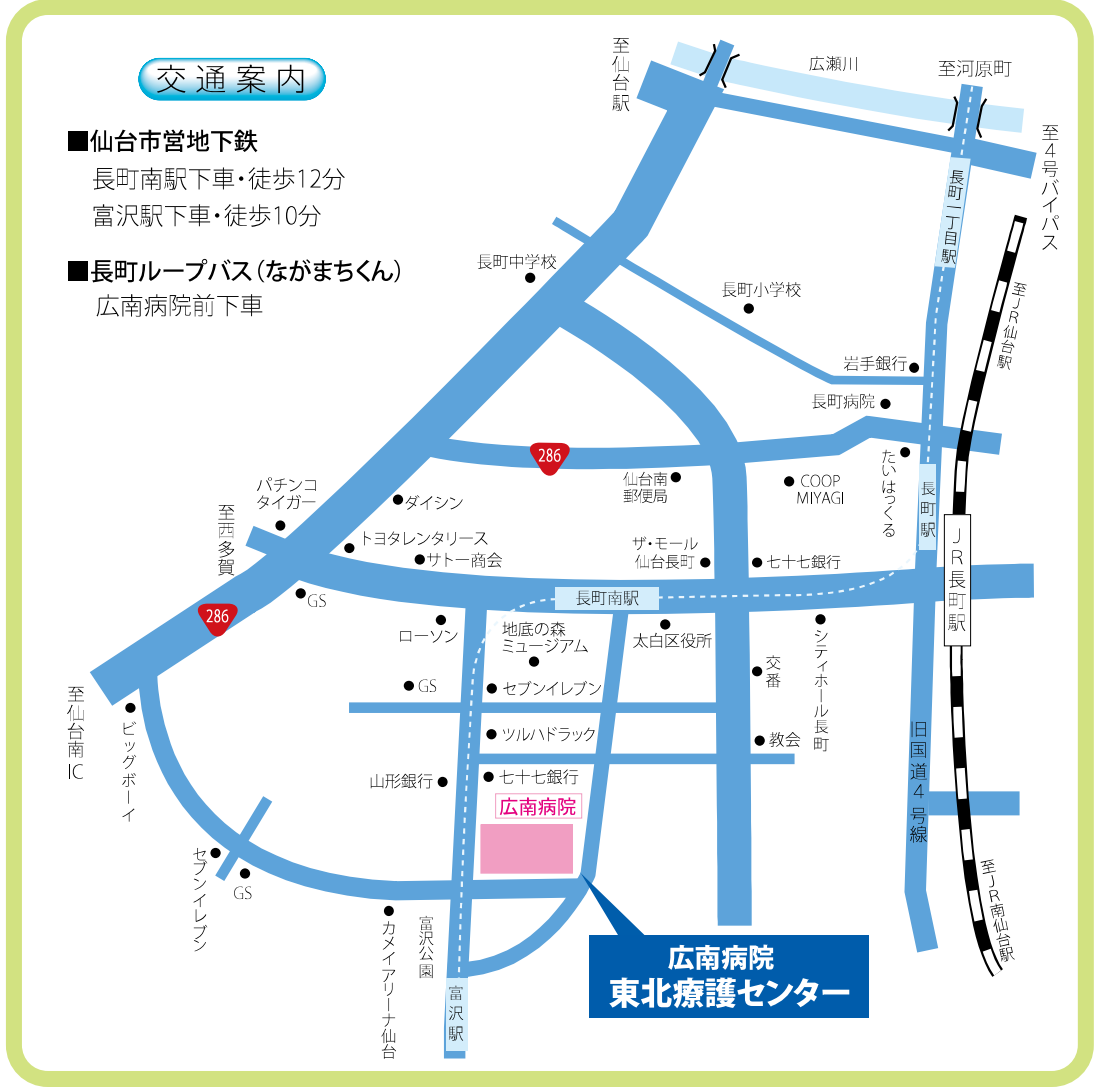 交通案内
■仙台市営地下鉄
長町南駅下車・徒歩12分
富沢駅下車・徒歩10分
■長町ループバス(ながまちくん)
広南病院前下車
至仙台駅
広瀬川
至河原町
至4号バイパス
長町一丁目駅
長町中学校
長町小学校
至JR仙台駅
岩手銀行
長町病院
286
仙台南
郵便局
COOP
MIYAGI
たいはっくる
長町駅
パチンコ
タイガー
ダイシン
至西多賀
トヨタレンタリース
サトー商会
ザ・モール
仙台長町
七十七銀行
JR長町駅
GS
286
長町南駅
ローソン
地底の森
ミュージアム
太白区役所
シティホール長町
交番
GS
セブンイレブン
至仙台南IC
ビッグボーイ
ツルハドラック
教会
旧国道4号線
山形銀行
七十七銀行
広南病院
セブンイレブン
GS
至JR南仙台駅
カメイアリーナ仙台
富沢公園
富沢駅
広南病院
東北療護センター